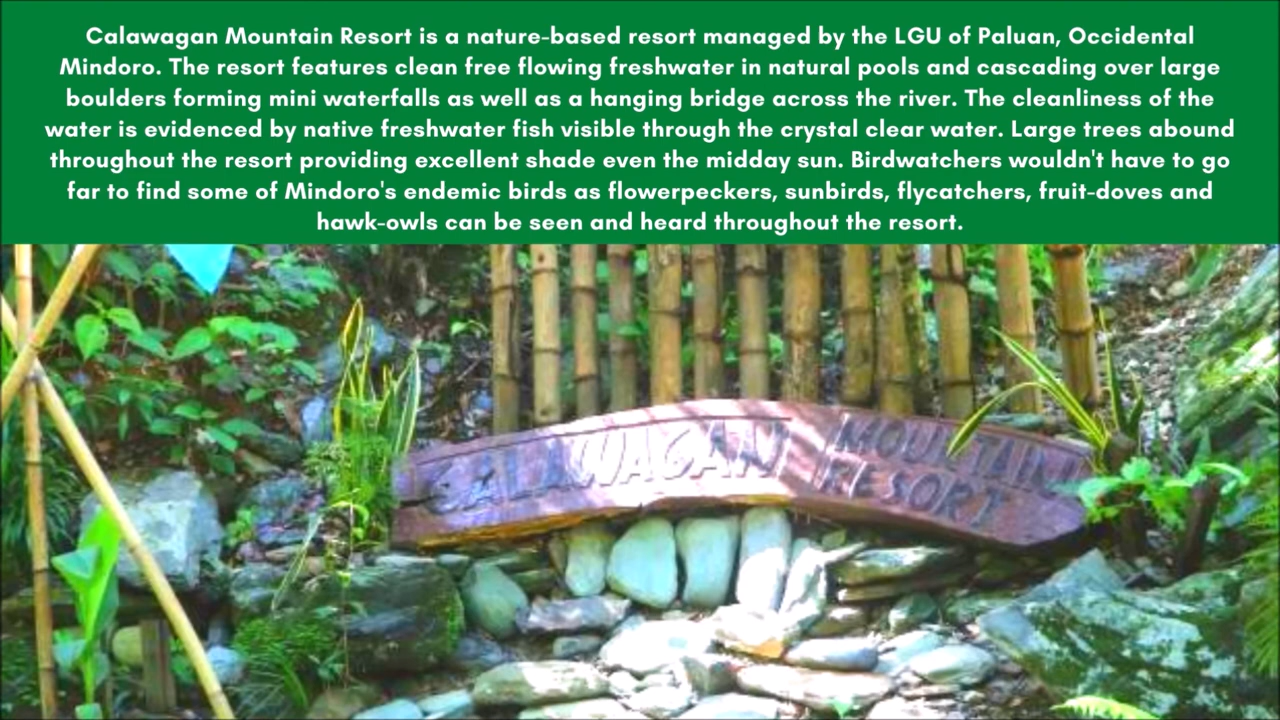 Calawagan Mountain Resort is a nature-based resort managed by the LGU of Paluan, Occidental
Mindoro. The resort features clean free flowing freshwater in natural pools and cascading over large
boulders forming mini waterfalls as well as a hanging bridge across the river. The cleanliness of the
water is evidenced by native freshwater fish visible through the crystal clear water. Large trees abound
throughout the resort providing excellent shade even the midday sun. Birdwatchers wouldn't have to go
far to find some of Mindoro's endemic birds as flowerpeckers, sunbirds, flycatchers, fruit-doves and
hawk-owls can be seen and heard throughout the resort.
CALAWAGAN MOUNTAIN
RESORT